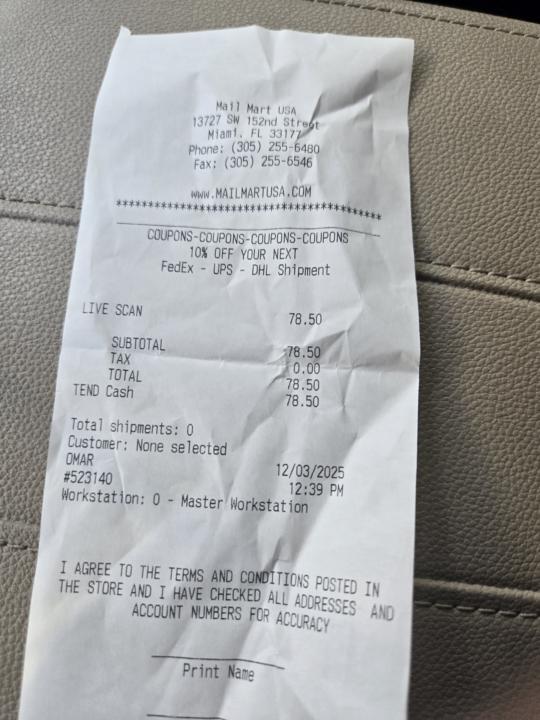 Mail Mart USA
13727 SW 152nd Street
Miami, FL 33177
Phone: (305) 255-6480
Fax: (305) 255-6546
www.MAILMARTUSA.COM
****************************************************
COUPONS-COUPONS-COUPONS-COUPONS
10% OFF YOUR NEXT
FedEx - UPS - DHL Shipment
LIVE SCAN 78.50
SUBTOTAL 78.50
TAX 0.00
TOTAL 78.50
TEND Cash 78.50
Total shipments: 0
Customer: None selected
OMAR 12/03/2025
#523140 12:39 PM
Workstation: 0 - Master Workstation
I AGREE TO THE TERMS AND CONDITIONS POSTED IN
THE STORE AND I HAVE CHECKED ALL ADDRESSES AND
ACCOUNT NUMBERS FOR ACCURACY
Print Name